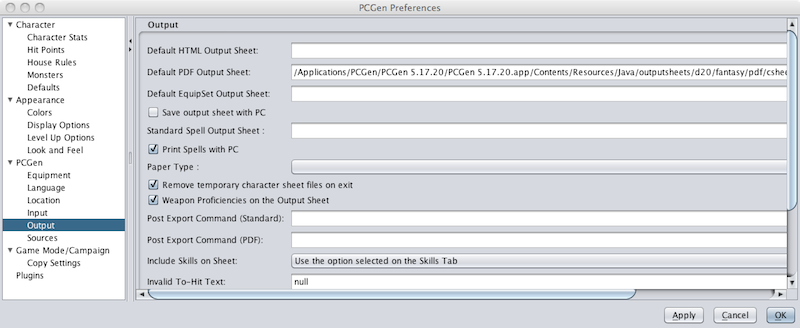 PCGen Preferences
Character
Character Stats
Hit Points
House Rules
Monsters
Defaults
Appearance
Colors
Display Options
Level Up Options
Look and Feel
PCGen
Equipment
Language
Location
Input
Output
Sources
Game Mode/Campaign
Copy Settings
Plugins
Output
Default HTML Output Sheet:
Default PDF Output Sheet: /Applications/PCGen/PCGen 5.17.20/PCGen 5.17.20.app/Contents/Resources/Java/outputsheets/d20/fantasy/pdf/cshee
Default EquipSet Output Sheet:
Save output sheet with PC
Standard Spell Output Sheet :
Print Spells with PC
Paper Type :
Remove temporary character sheet files on exit
Weapon Proficiencies on the Output Sheet
Post Export Command (Standard):
Post Export Command (PDF):
Include Skills on Sheet: Use the option selected on the Skills Tab
Invalid To-Hit Text: null
Apply Cancel OK